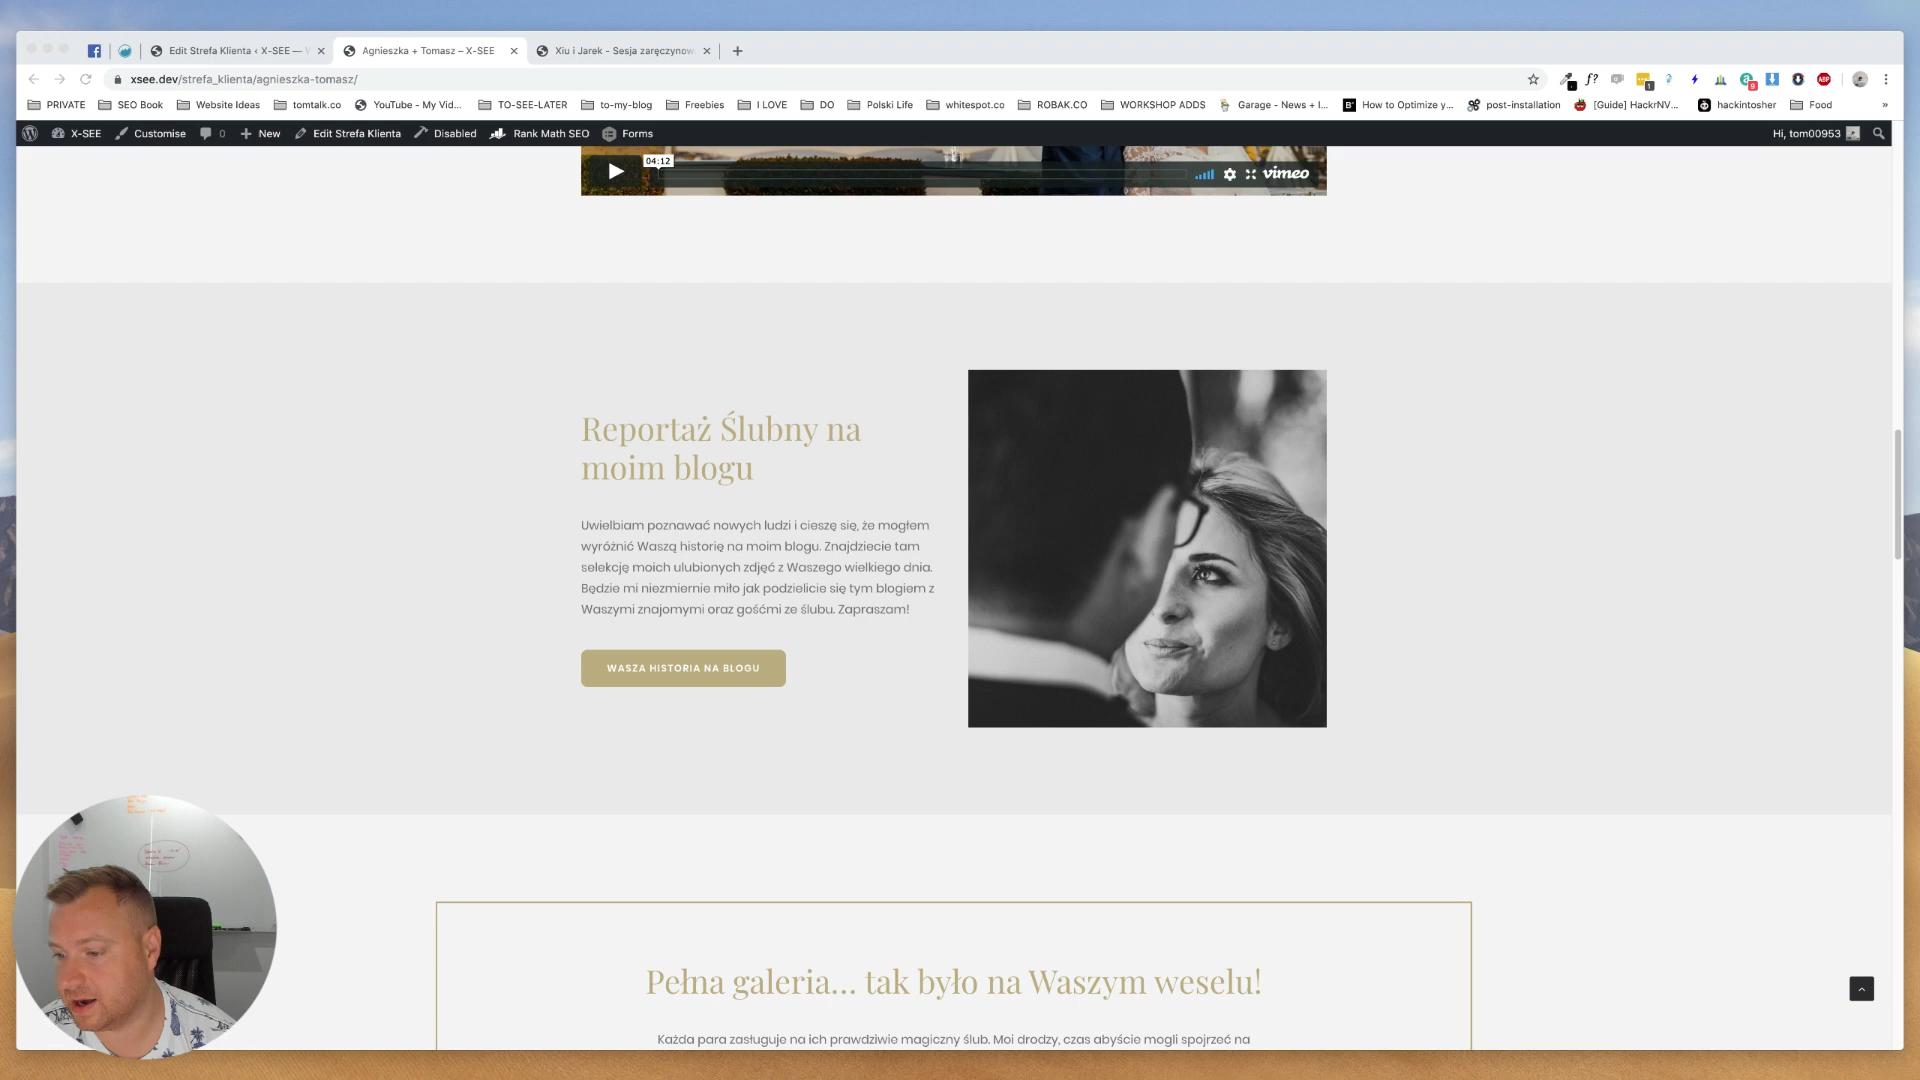 Edit Strefa Klienta ‹ X-SEE — W
Agnieszka + Tomasz – X-SEE
Xiu i Jarek - Sesja zaręczynow
xsee.dev/strefa_klienta/agnieszka-tomasz/
f?
1
9
ABP
PRIVATE
SEO Book
Website Ideas
tomtalk.co
YouTube - My Vid...
TO-SEE-LATER
to-my-blog
Freebies
I LOVE
DO
Polski Life
whitespot.co
ROBAK.CO
WORKSHOP ADDS
Garage - News + I...
How to Optimize y...
post-installation
[Guide] HackrNV...
hackintosher
Food
»
X-SEE
Customise
0
New
Edit Strefa Klienta
Disabled
Rank Math SEO
Forms
Hi, tom00953
04:12
vimeo
Reportaż Ślubny na
moim blogu
Uwielbiam poznawać nowych ludzi i cieszę się, że mogłem
wyróżnić Waszą historię na moim blogu. Znajdziecie tam
selekcję moich ulubionych zdjęć z Waszego wielkiego dnia.
Będzie mi niezmiernie miło jak podzielicie się tym blogiem z
Waszymi znajomymi oraz gośćmi ze ślubu. Zapraszam!
WASZA HISTORIA NA BLOGU
Pełna galeria... tak było na Waszym weselu!
Każda para zasługuje na ich prawdziwie magiczny ślub. Moi drodzy, czas abyście mogli spojrzeć na